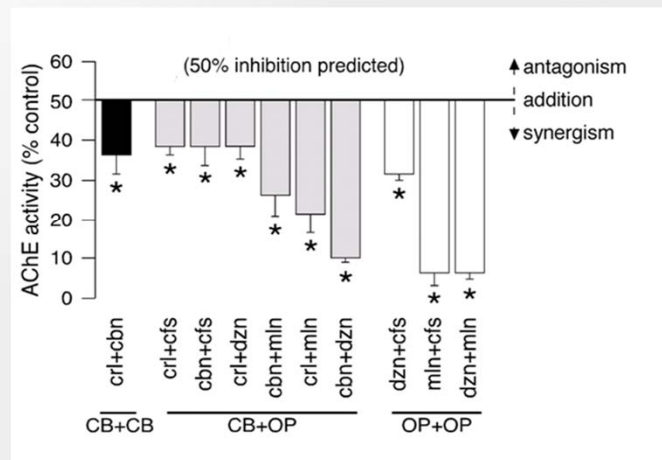 (50% inhibition predicted)
AChE activity (% control)
60
50
40
30
20
10
0
antagonism
addition
synergism
* * * * * * * * * *
crl+cbn
crl+cfs
cbn+cfs
crl+dzn
cbn+mln
crl+mln
cbn+dzn
dzn+cfs
mln+cfs
dzn+mln
CB+CB
CB+OP
OP+OP